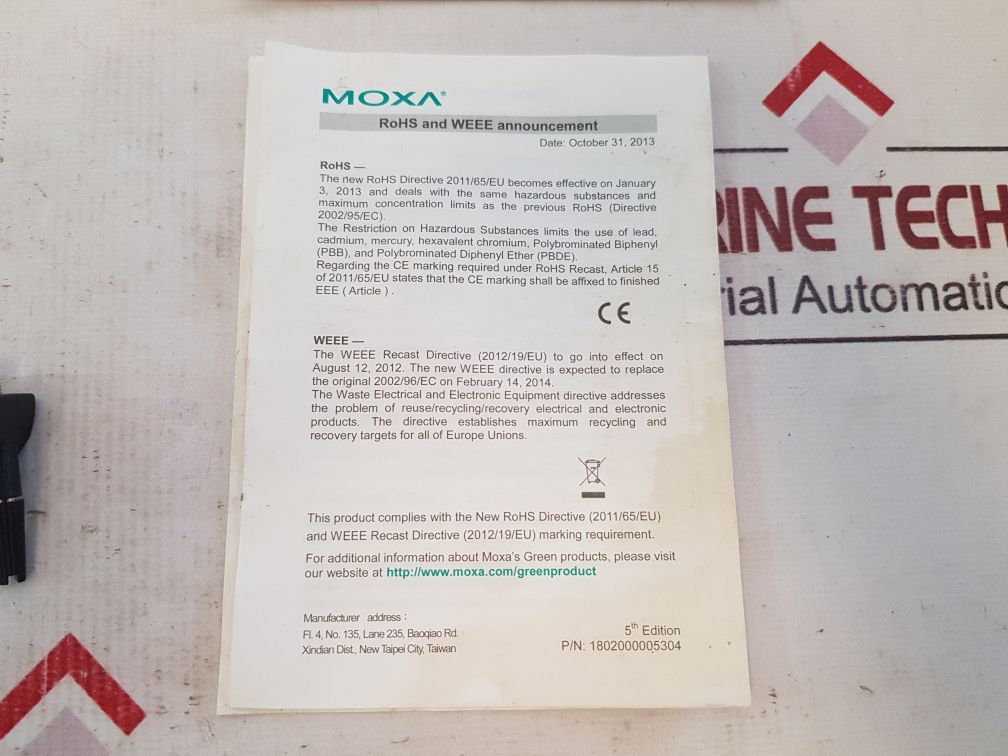 MOXA®
RoHS and WEEE announcement
Date: October 31, 2013
RoHS —
The new RoHS Directive 2011/65/EU becomes effective on January
3, 2013 and deals with the same hazardous substances and
maximum concentration limits as the previous RoHS (Directive
2002/95/EC).
The Restriction on Hazardous Substances limits the use of lead,
cadmium, mercury, hexavalent chromium, Polybrominated Biphenyl
(PBB), and Polybrominated Diphenyl Ether (PBDE).
Regarding the CE marking required under RoHS Recast, Article 15
of 2011/65/EU states that the CE marking shall be affixed to finished
EEE ( Article ) .
CE
WEEE —
The WEEE Recast Directive (2012/19/EU) to go into effect on
August 12, 2012. The new WEEE directive is expected to replace
the original 2002/96/EC on February 14, 2014.
The Waste Electrical and Electronic Equipment directive addresses
the problem of reuse/recycling/recovery electrical and electronic
products. The directive establishes maximum recycling and
recovery targets for all of Europe Unions.
This product complies with the New RoHS Directive (2011/65/EU)
and WEEE Recast Directive (2012/19/EU) marking requirement.
For additional information about Moxa's Green products, please visit
our website at http://www.moxa.com/greenproduct
Manufacturer address :
Fl. 4, No. 135, Lane 235, Baoqiao Rd.
Xindian Dist., New Taipei City, Taiwan
5th Edition
P/N: 1802000005304
RINE TECH
rial Automatic